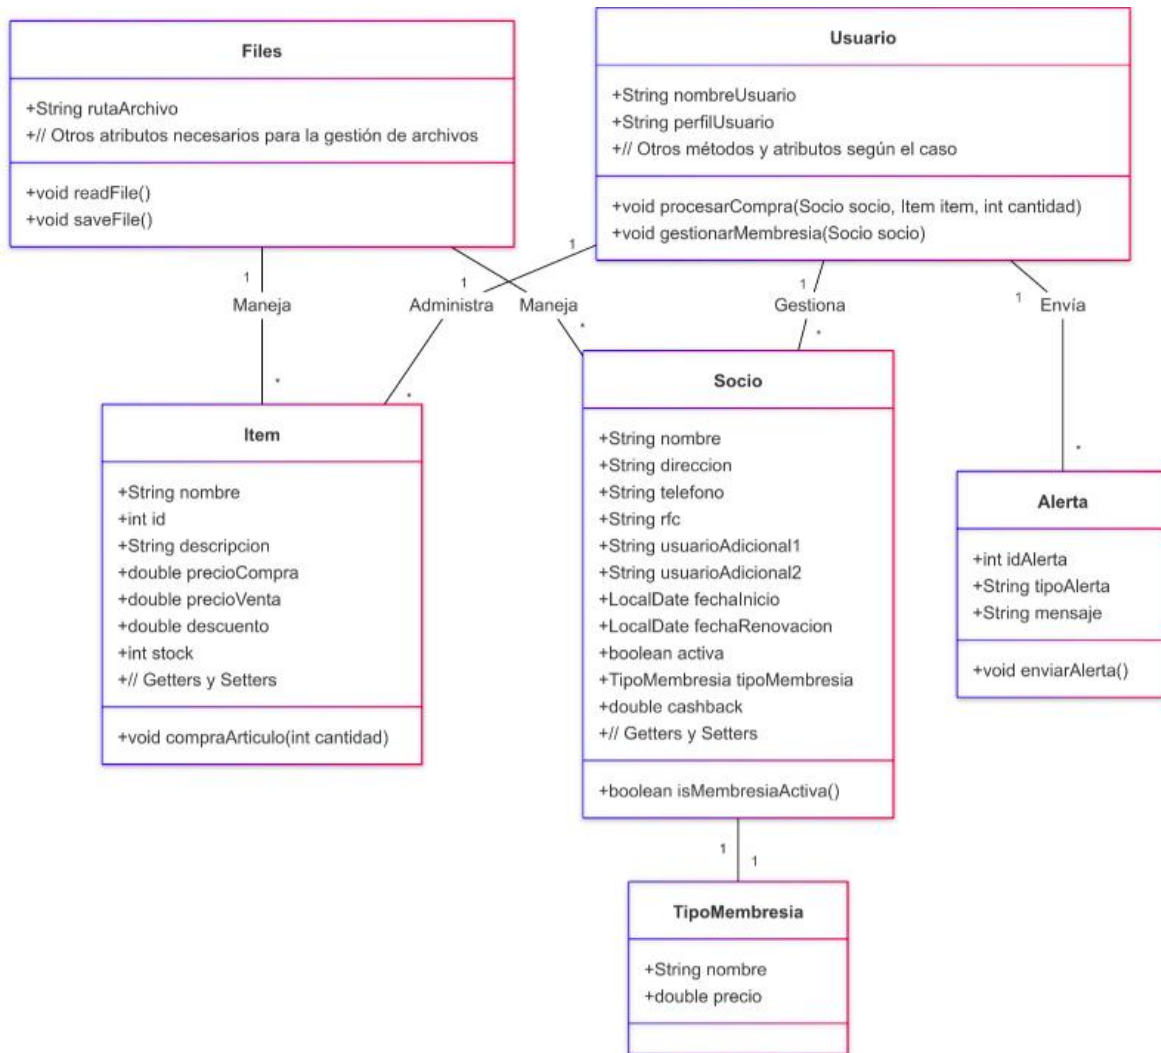 Files
+String rutaArchivo
+// Otros atributos necesarios para la gestión de archivos
+void readFile()
+void saveFile()
Usuario
+String nombreUsuario
+String perfilUsuario
+// Otros métodos y atributos según el caso
+void procesarCompra(Socio socio, Item item, int cantidad)
+void gestionarMembresia(Socio socio)
1
Maneja
*
1
Administra
*
1
Maneja
*
1
Gestiona
*
1
Envía
*
Item
+String nombre
+int id
+String descripcion
+double precioCompra
+double precioVenta
+double descuento
+int stock
+// Getters y Setters
+void compraArticulo(int cantidad)
Socio
+String nombre
+String direccion
+String telefono
+String rfc
+String usuarioAdicional1
+String usuarioAdicional2
+LocalDate fechaInicio
+LocalDate fechaRenovacion
+boolean activa
+TipoMembresia tipoMembresia
+double cashback
+// Getters y Setters
+boolean isMembresiaActiva()
Alerta
+int idAlerta
+String tipoAlerta
+String mensaje
+void enviarAlerta()
1
1
TipoMembresia
+String nombre
+double precio